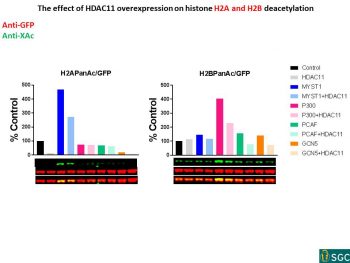 The effect of HDAC11 overexpression on histone H2A and H2B deacetylation
Anti-GFP
Anti-XAc
H2APanAc/GFP
% Control
500
400
300
200
100
0
H2BPanAc/GFP
% Control
500
400
300
200
100
0
Control
HDAC11
MYST1
MYST1+HDAC11
P300
P300+HDAC11
PCAF
PCAF+HDAC11
GCN5
GCN5+HDAC11
SGC